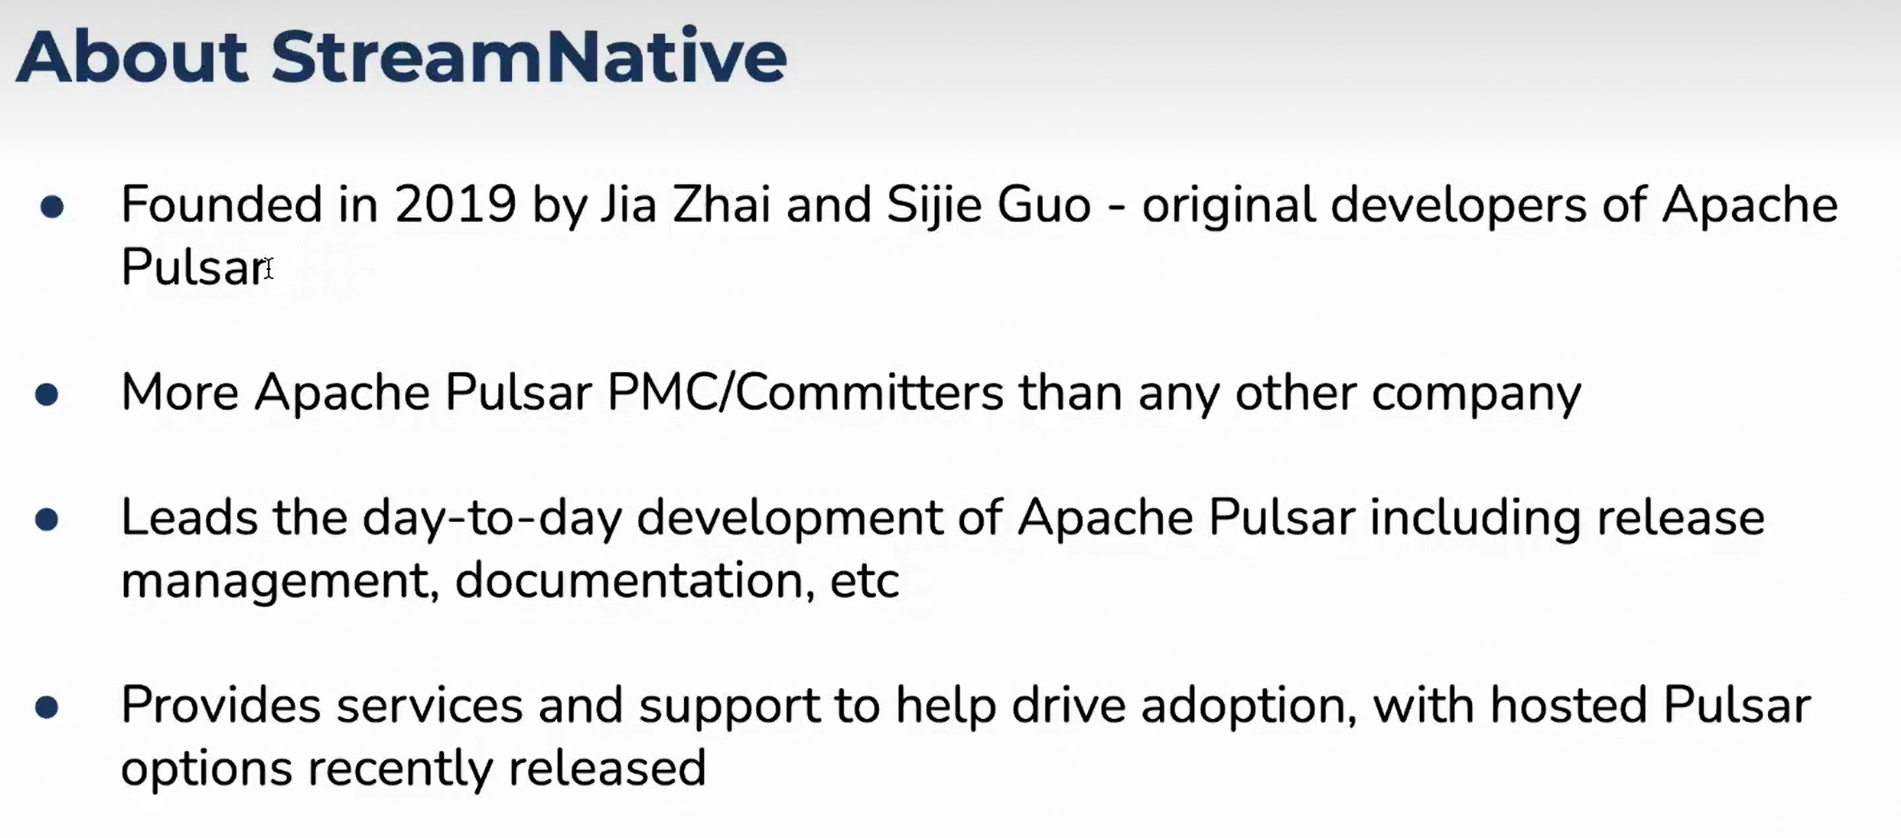 About StreamNative
● Founded in 2019 by Jia Zhai and Sijie Guo - original developers of Apache
Pulsar
● More Apache Pulsar PMC/Committers than any other company
● Leads the day-to-day development of Apache Pulsar including release
management, documentation, etc
● Provides services and support to help drive adoption, with hosted Pulsar
options recently released